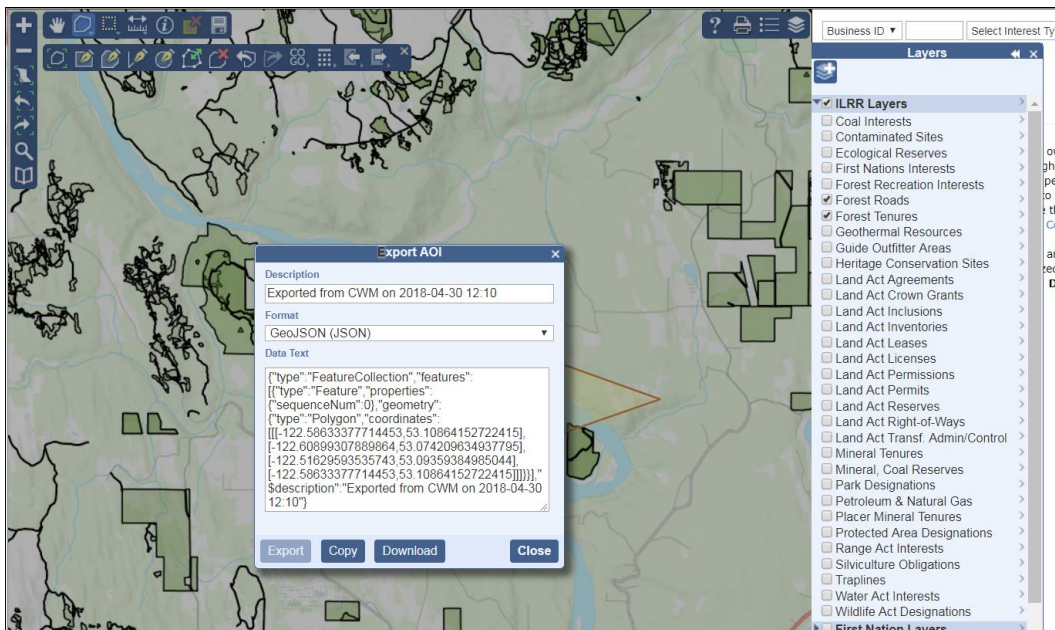 ?
CO
GO
×
Business ID ▼
Select Interest Ty
Layers
ILRR Layers
Coal Interests
Contaminated Sites
Ecological Reserves
First Nations Interests
Forest Recreation Interests
Forest Roads
Forest Tenures
Geothermal Resources
Guide Outfitter Areas
Heritage Conservation Sites
Land Act Agreements
Land Act Crown Grants
Land Act Inclusions
Land Act Inventories
Land Act Leases
Land Act Licenses
Land Act Permissions
Land Act Permits
Land Act Reserves
Land Act Right-of-Ways
Land Act Transf. Admin/Control
Mineral Tenures
Mineral, Coal Reserves
Park Designations
Petroleum & Natural Gas
Placer Mineral Tenures
Protected Area Designations
Range Act Interests
Silviculture Obligations
Traplines
Water Act Interests
Wildlife Act Designations
First Nation Layers
Export AOI
Description
Exported from CWM on 2018-04-30 12:10
Format
GeoJSON (JSON)
Data Text
{"type":"FeatureCollection","features":
[{"type":"Feature","properties":
{"sequenceNum":0},"geometry":
{"type":"Polygon","coordinates":
[[[-122.58633377714453,53.10864152722415],
[-122.60899307889864,53.074209634937795],
[-122.51629593535743,53.09359384985044],
[-122.58633377714453,53.10864152722415]]]}}],"
$description":"Exported from CWM on 2018-04-30
12:10"}
Export
Copy
Download
Close